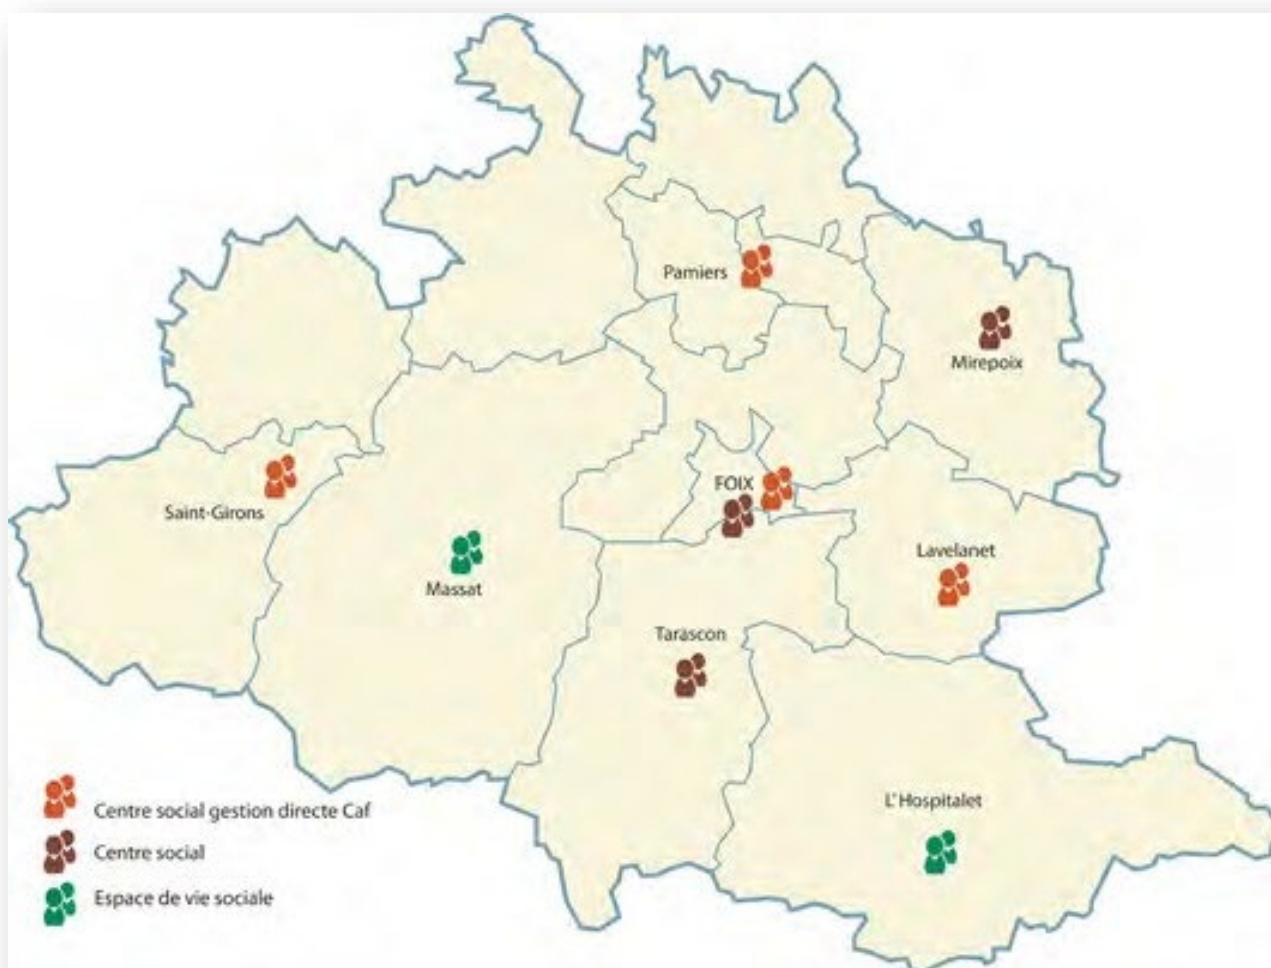 Pamiers
Mirepoix
FOIX
Saint-Girons
Lavelanet
Massat
Tarascon
L'Hospitalet
Centre social gestion directe Caf
Centre social
Espace de vie sociale